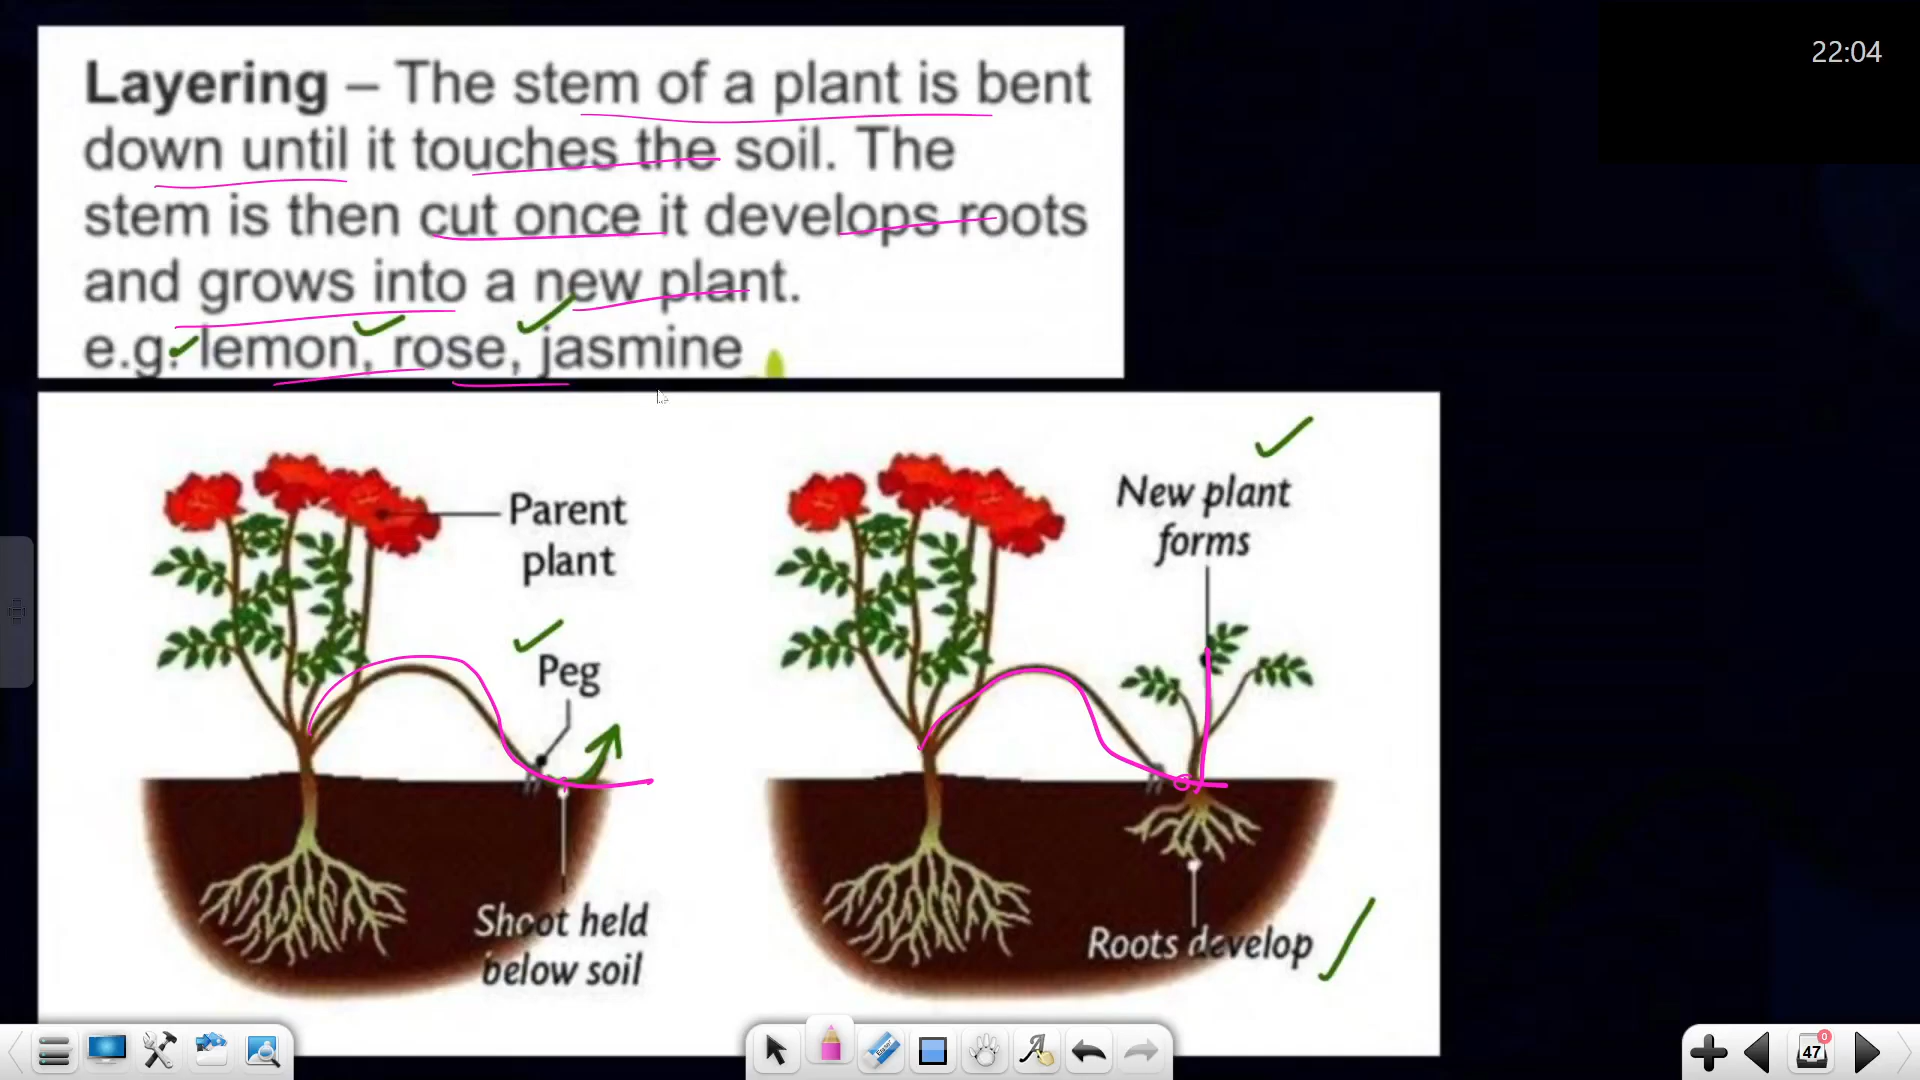 22:04
Layering – The stem of a plant is bent
down until it touches the soil. The
stem is then cut once it develops roots
and grows into a new plant.
e.g. lemon, rose, jasmine
Parent
plant
Peg
Shoot held
below soil
New plant
forms
Roots develop
Eraser
A
47
0